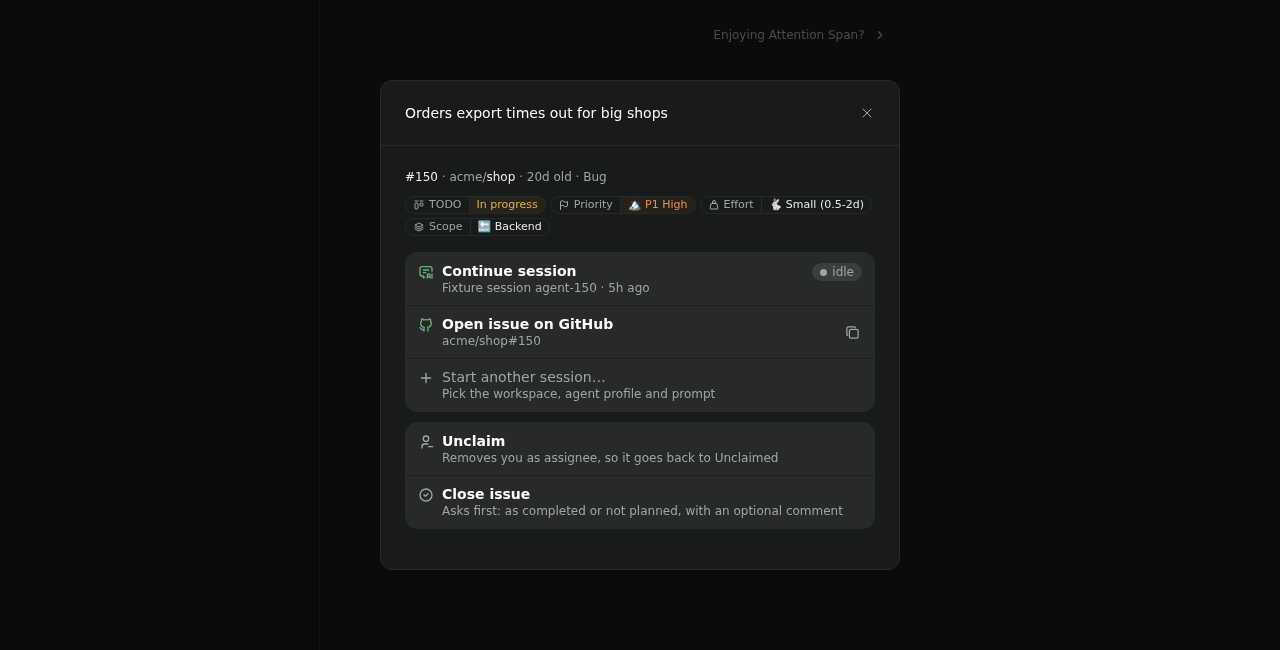 Enjoying Attention Span?
Orders export times out for big shops
#150 · acme/shop · 20d old · Bug
TODO In progress Priority P1 High Effort Small (0.5-2d)
Scope Backend
Continue session idle
Fixture session agent-150 · 5h ago
Open issue on GitHub
acme/shop#150
Start another session…
Pick the workspace, agent profile and prompt
Unclaim
Removes you as assignee, so it goes back to Unclaimed
Close issue
Asks first: as completed or not planned, with an optional comment